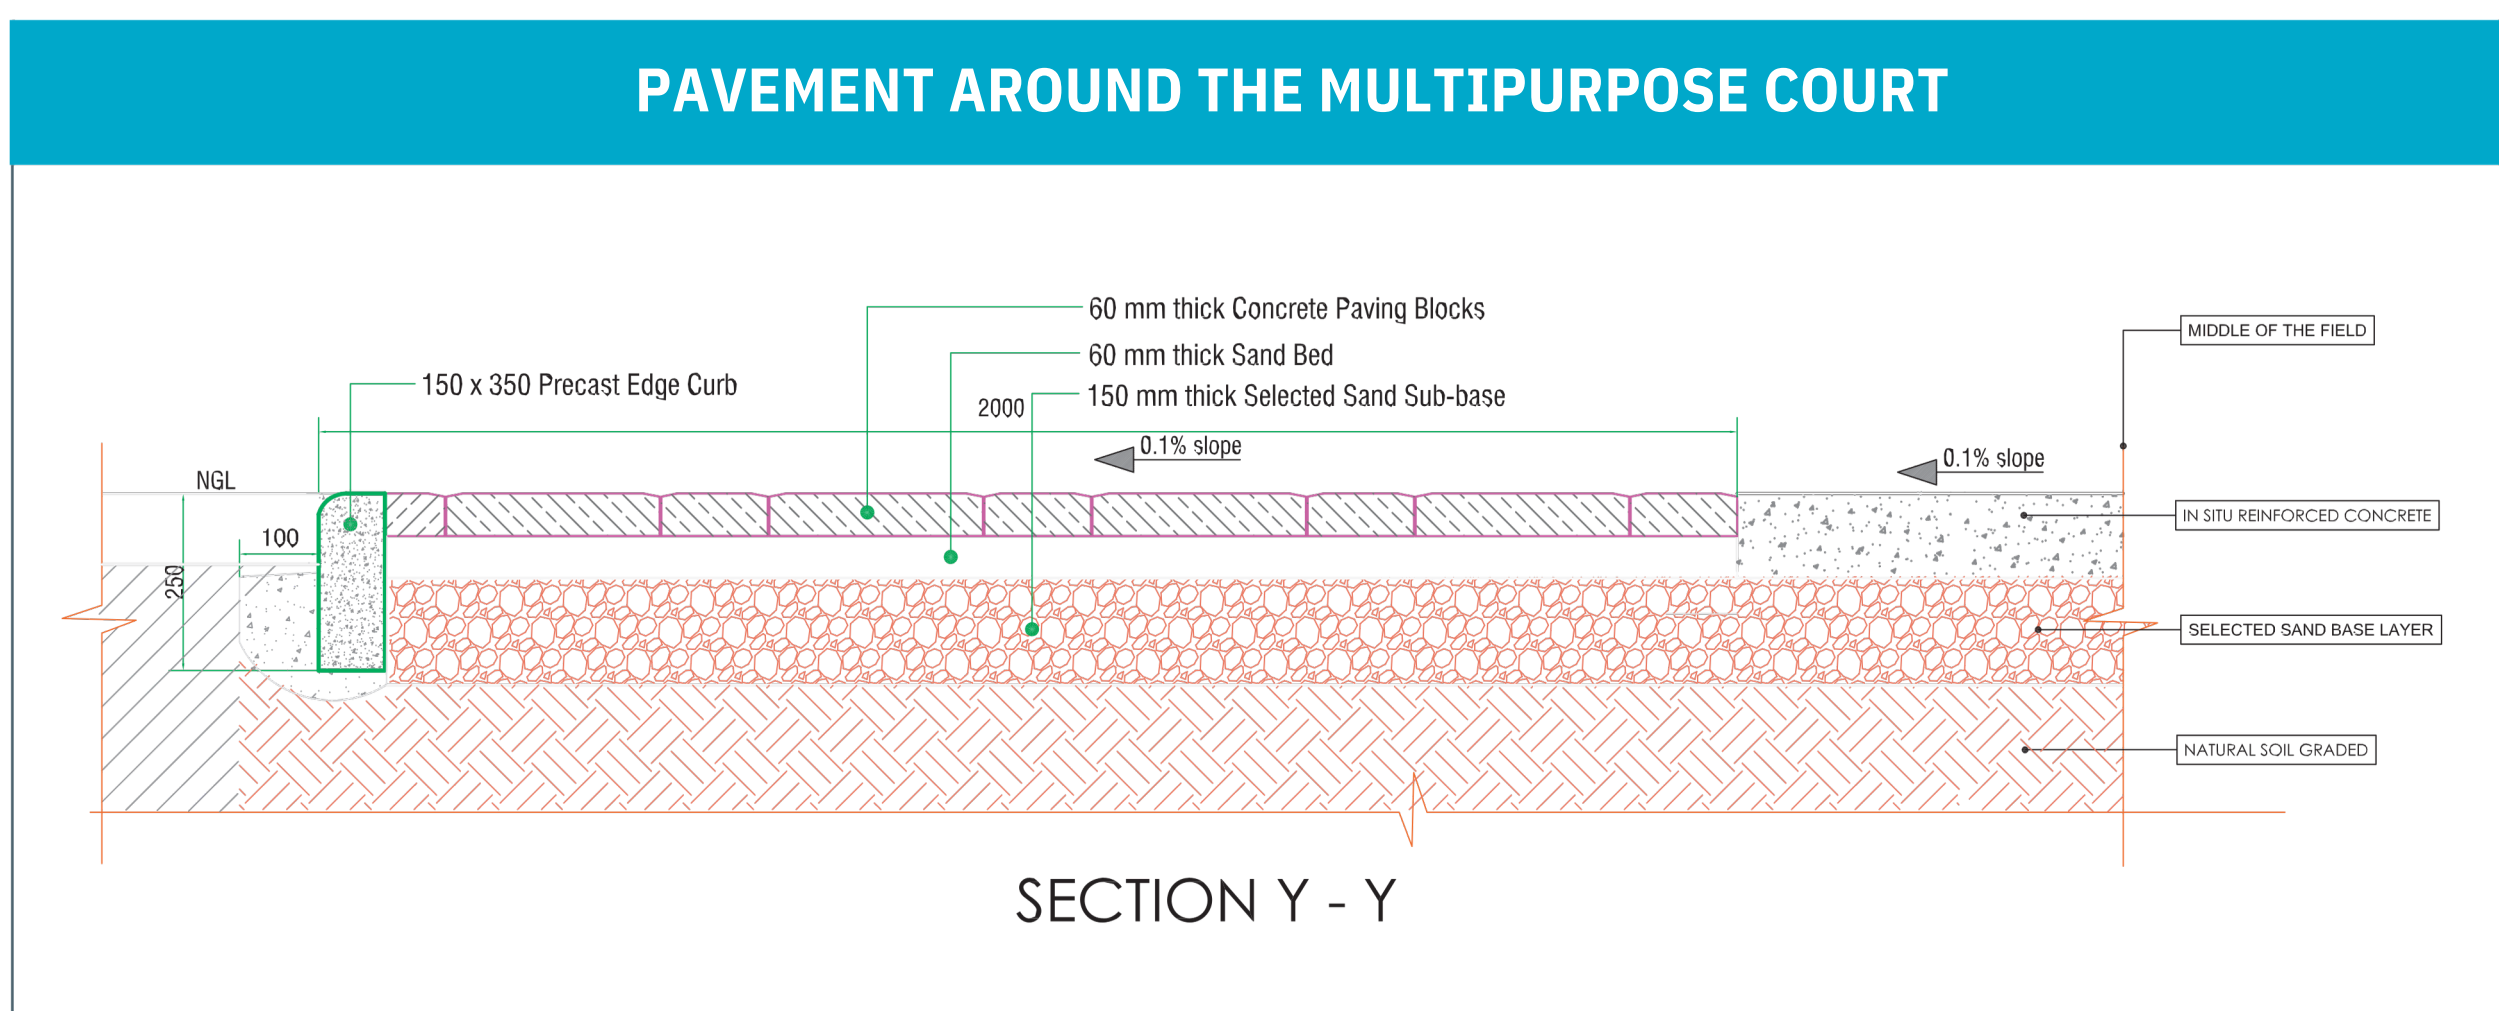 PAVEMENT AROUND THE MULTIPURPOSE COURT
60 mm thick Concrete Paving Blocks
MIDDLE OF THE FIELD
60 mm thick Sand Bed
150 x 350 Precast Edge Curb
150 mm thick Selected Sand Sub-base
2000
0.1% slope
0.1% slope
NGL
IN SITU REINFORCED CONCRETE
100
250
SELECTED SAND BASE LAYER
NATURAL SOIL GRADED
SECTION Y - Y